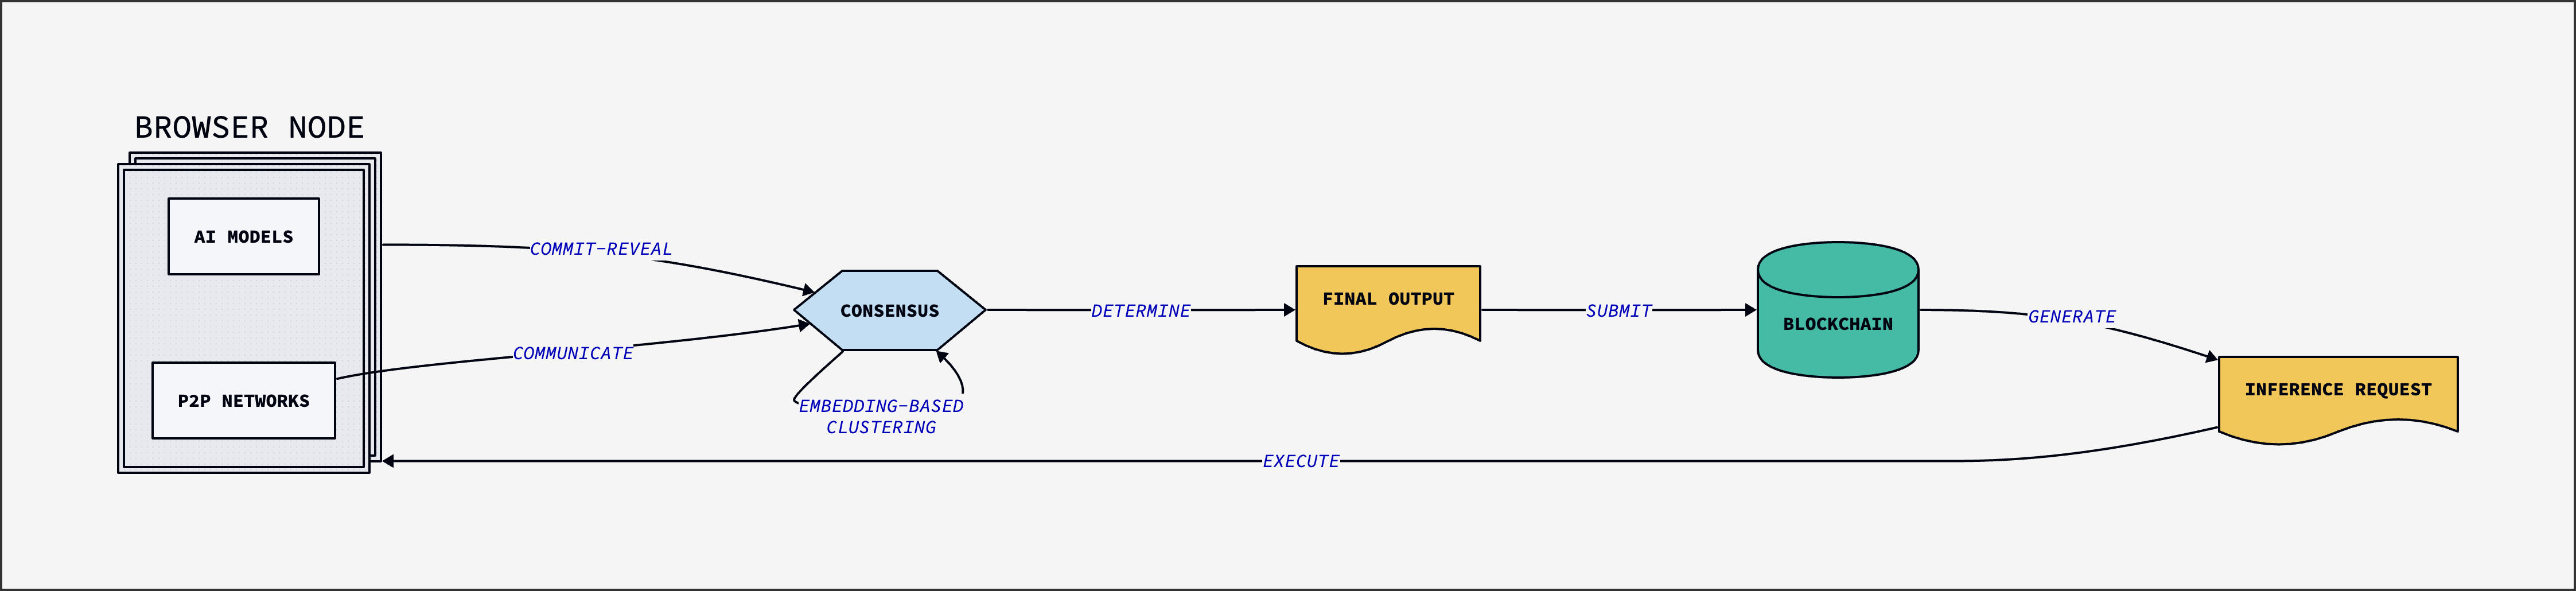 BROWSER NODE
AI MODELS
COMMIT-REVEAL
P2P NETWORKS
COMMUNICATE
CONSENSUS
EMBEDDING-BASED
CLUSTERING
DETERMINE
FINAL OUTPUT
SUBMIT
BLOCKCHAIN
GENERATE
INFERENCE REQUEST
EXECUTE